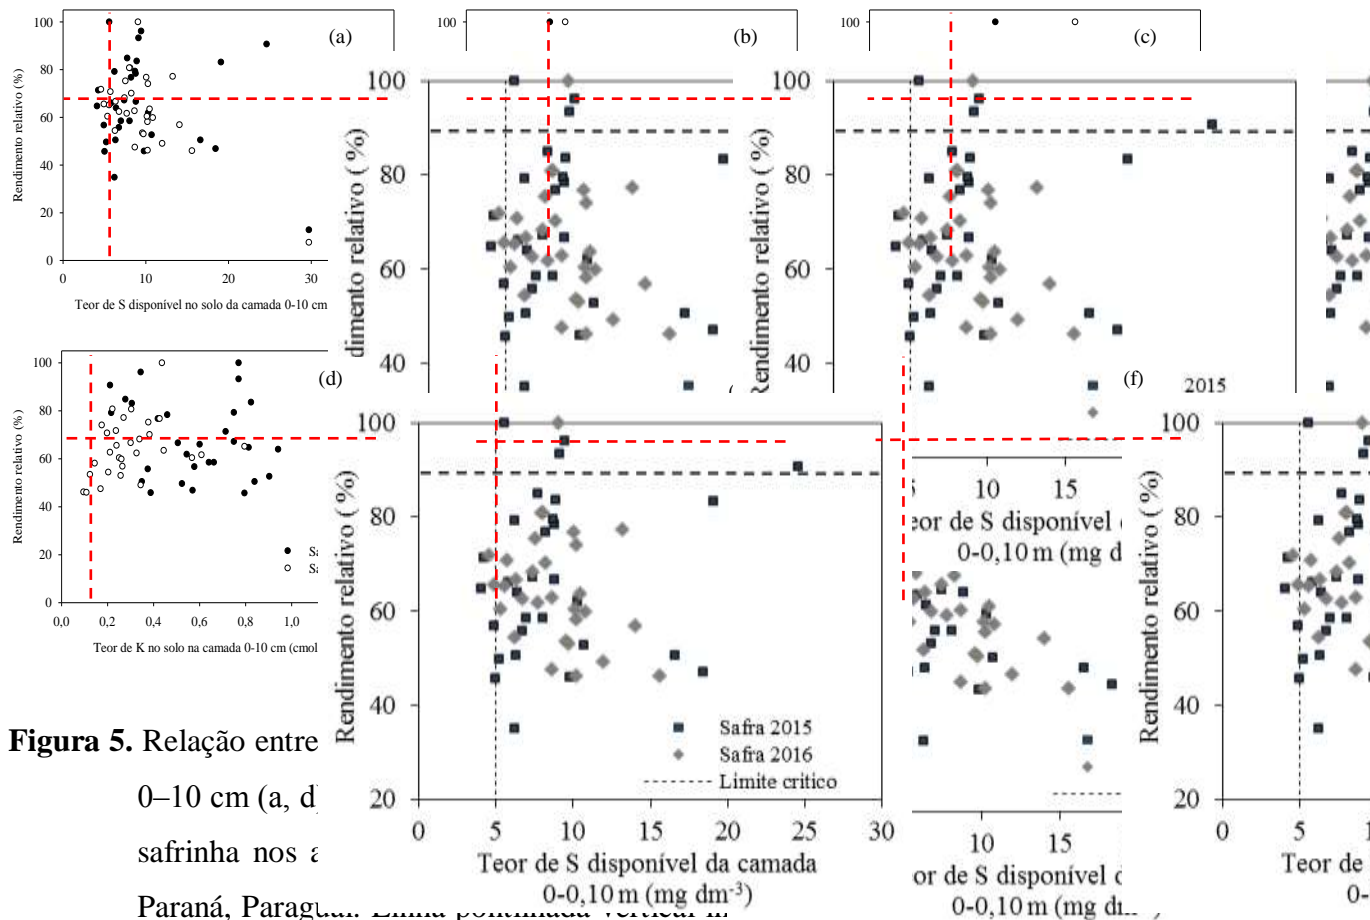 100
80
60
40
20
0
0
10
20
30
Rendimento relativo (%)
(a)
Teor de S disponível no solo da camada 0-10 cm
100
(b)
100
80
60
40
dimento relativo ( %)
100
(c)
100
80
60
40
Rendimento relativo ( %)
100
80
60
40
20
0
0,0
0,2
0,4
0,6
0,8
1,0
Rendimento relativo (%)
(d)
Teor de K no solo na camada 0-10 cm (cmol
(f)
2015
10
15
eor de S disponível
0-0,10 m (mg d
100
80
60
40
20
0
5
10
15
20
25
30
Rendimento relativo ( %)
Safra 2015
Safra 2016
Limite critico
Teor de S disponível da camada
0-0,10 m (mg dm-3)
10
15
or de S disponível d
0-0,10 m (mg dm
100
80
60
40
20
0
5
Rendimento relativo ( %)
Teor de
0-
Figura 5. Relação entre
0–10 cm (a, d)
safrinha nos a
Paraná, Paraguai. Linha pontilhada vertical